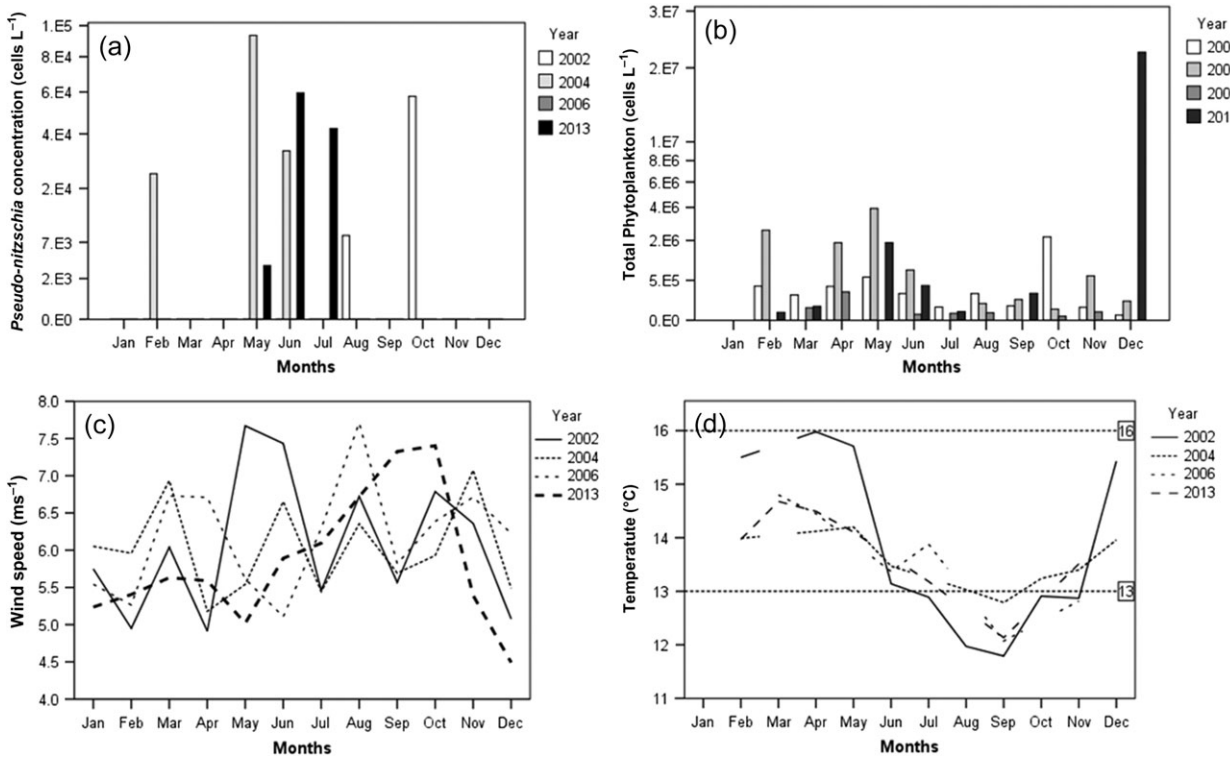 (a)
Pseudo-nitzschia concentration (cells L⁻¹)
1.E5
8.E4
6.E4
4.E4
2.E4
7.E3
2.E3
0.E0
Jan Feb Mar Apr May Jun Jul Aug Sep Oct Nov Dec
Months
Year
2002
2004
2006
2013
(b)
Total Phytoplankton (cells L⁻¹)
3.E7
2.E7
1.E7
8.E6
6.E6
4.E6
2.E6
5.E5
0.E0
Jan Feb Mar Apr May Jun Jul Aug Sep Oct Nov Dec
Months
Year
200
200
200
201
(c)
Wind speed (ms⁻¹)
8.0
7.5
7.0
6.5
6.0
5.5
5.0
4.5
4.0
Jan Feb Mar Apr May Jun Jul Aug Sep Oct Nov Dec
Months
Year
2002
2004
2006
2013
(d)
Temperatute (°C)
16
15
14
13
12
11
16
13
Jan Feb Mar Apr May Jun Jul Aug Sep Oct Nov Dec
Months
Year
2002
2004
2006
2013